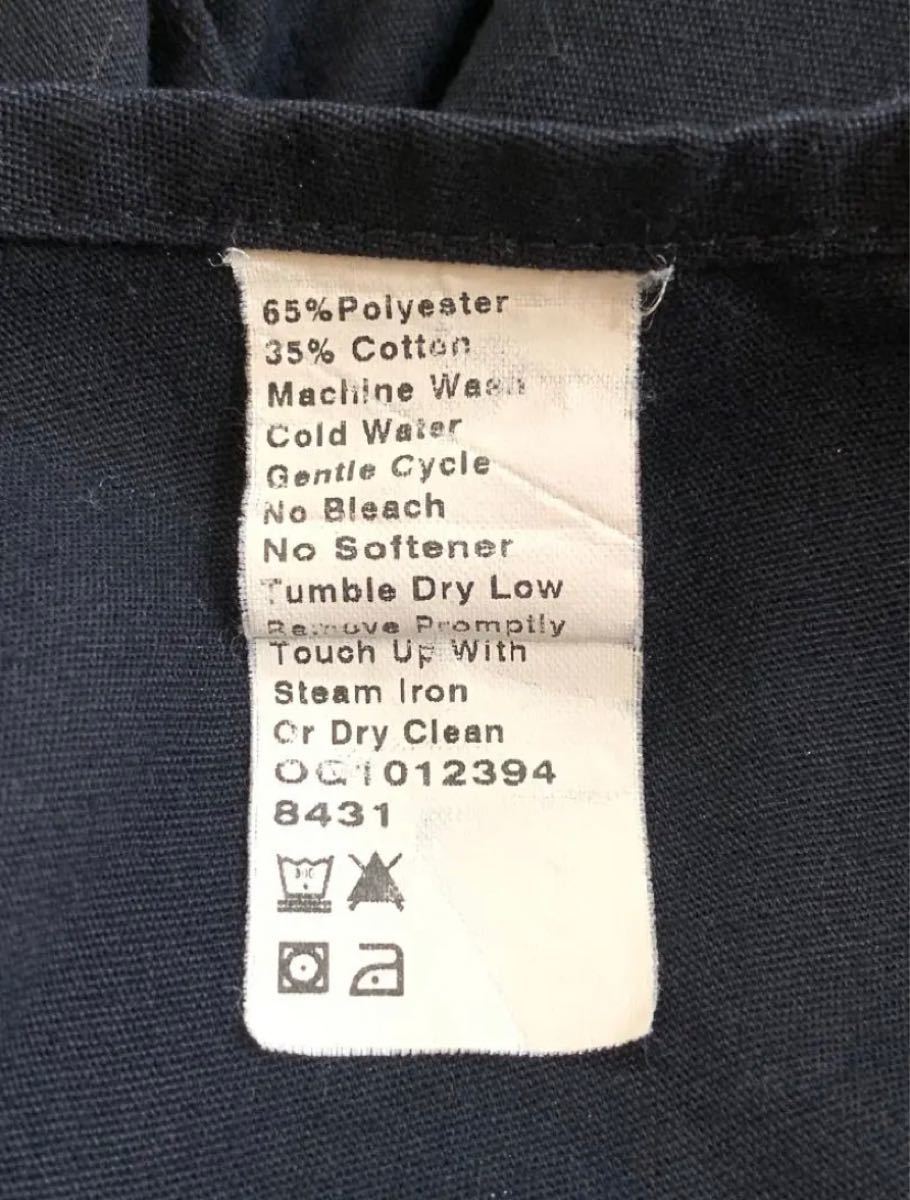 65%Polyester
35% Cotton
Machine Wash
Cold Water
Gentle Cycle
No Bleach
No Softener
Tumble Dry Low
Remove Promptly
Touch Up With
Steam Iron
Or Dry Clean
OG1012394
8431